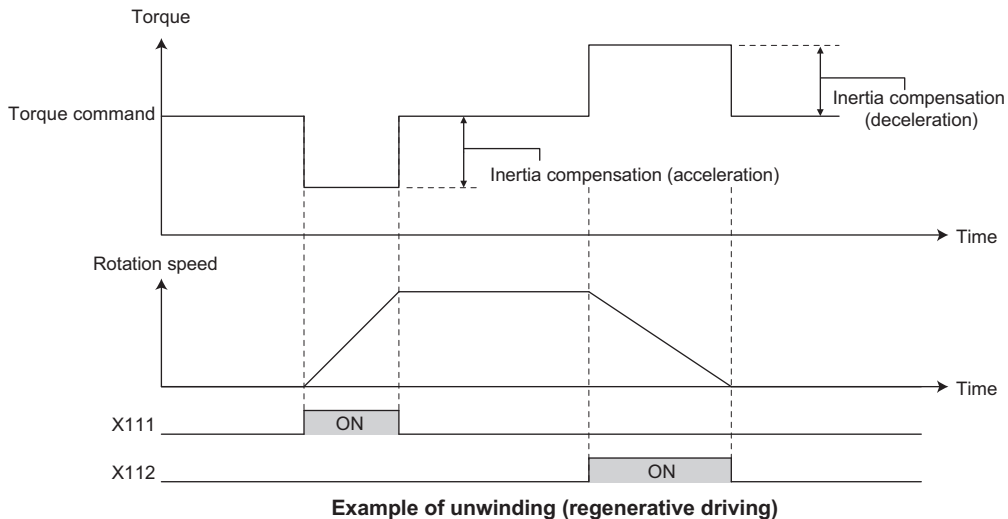 Torque
Torque command
Inertia compensation
(deceleration)
Inertia compensation (acceleration)
Time
Rotation speed
Time
X111
ON
X112
ON
Example of unwinding (regenerative driving)